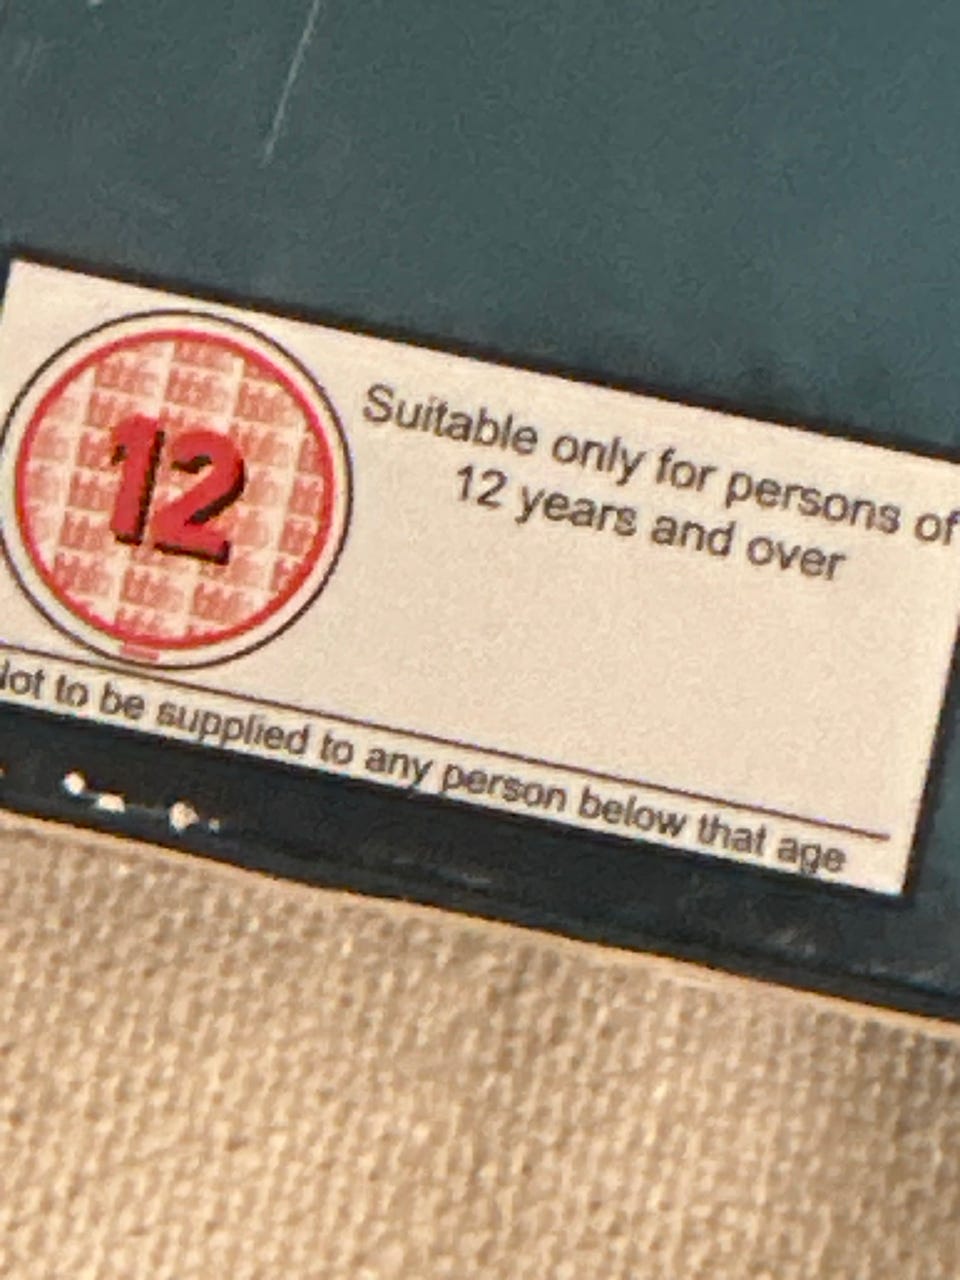 12
Suitable only for persons of
12 years and over
Not to be supplied to any person below that age